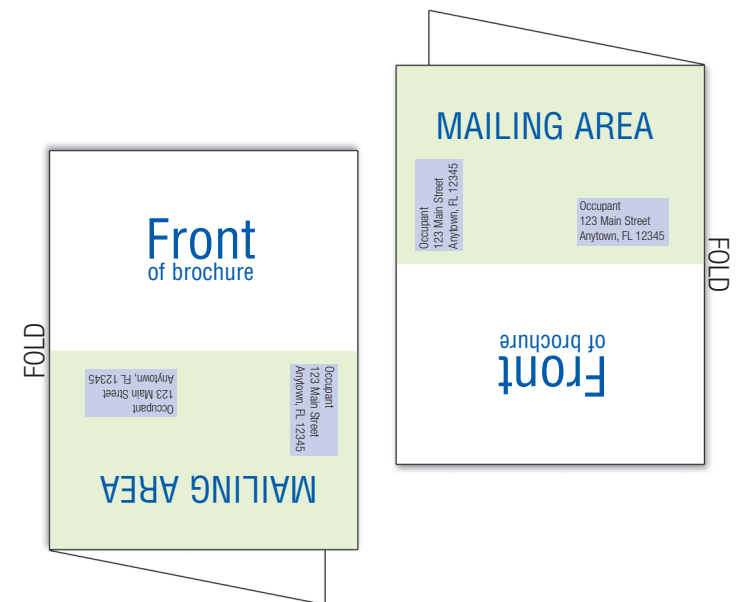 Front
of brochure
FOLD
Occupant
123 Main Street
Anytown, FL 12345
Occupant
123 Main Street
Anytown, FL 12345
MAILING AREA
MAILING AREA
Occupant
123 Main Street
Anytown, FL 12345
Occupant
123 Main Street
Anytown, FL 12345
FOLD
Front
of brochure